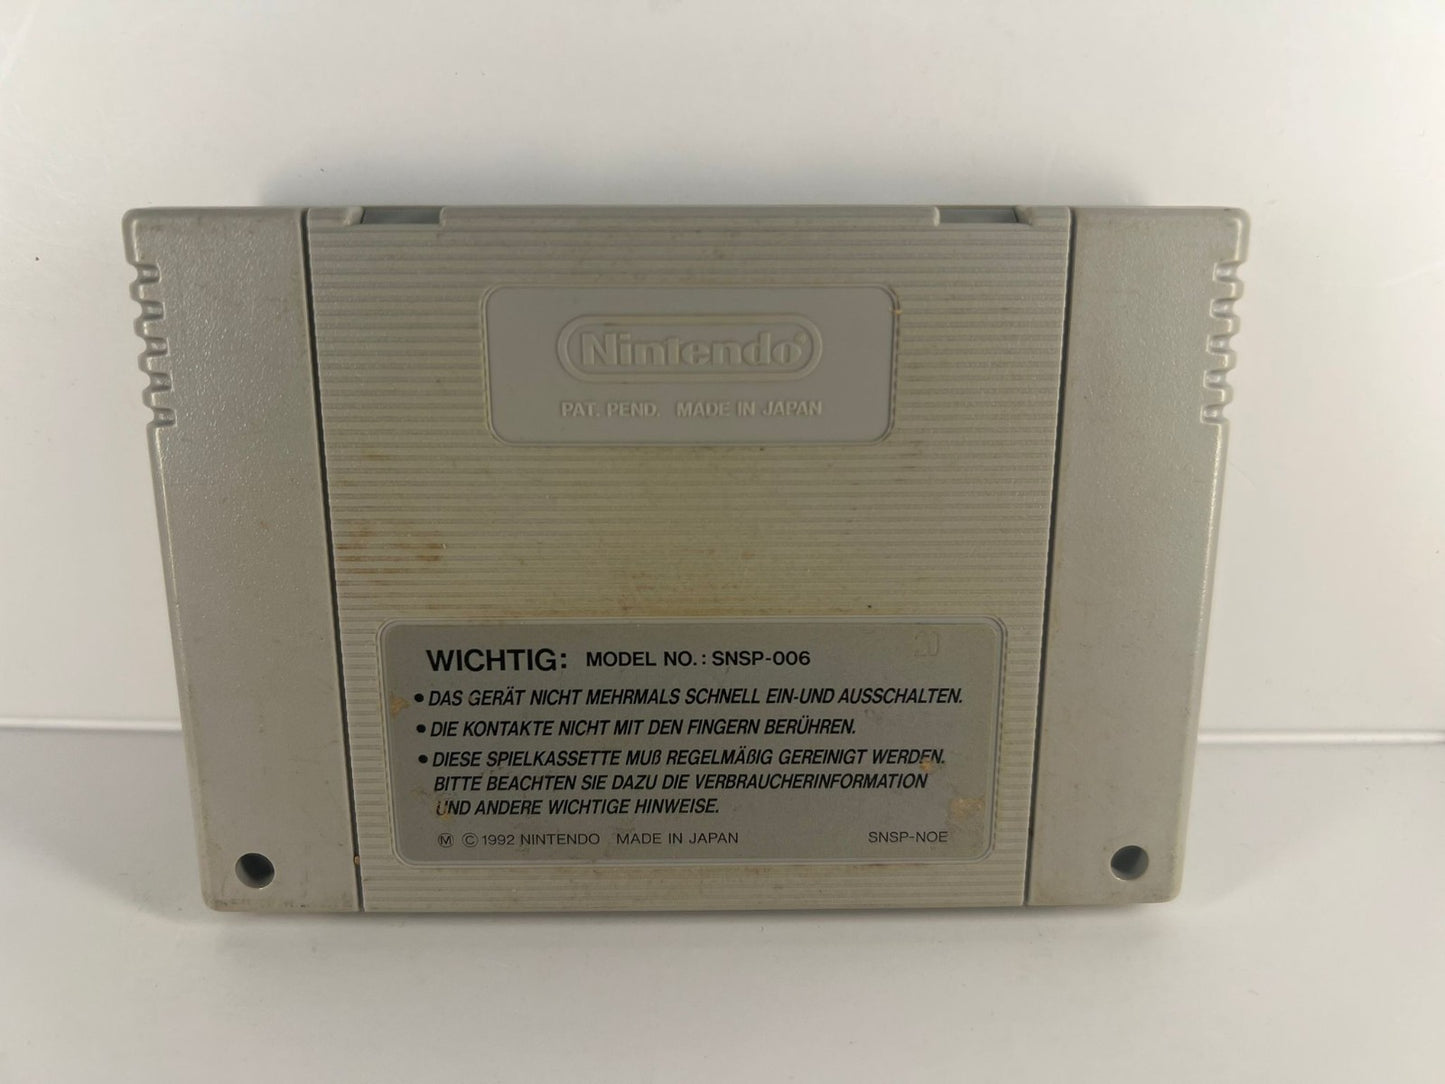 Nintendo®
PAT. PEND. MADE IN JAPAN
20
WICHTIG: MODEL NO.: SNSP-006
• DAS GERÄT NICHT MEHRMALS SCHNELL EIN-UND AUSSCHALTEN.
• DIE KONTAKTE NICHT MIT DEN FINGERN BERÜHREN.
• DIESE SPIELKASSETTE MUß REGELMÄßIG GEREINIGT WERDEN.
BITTE BEACHTEN SIE DAZU DIE VERBRAUCHERINFORMATION
UND ANDERE WICHTIGE HINWEISE.
Ⓜ © 1992 NINTENDO MADE IN JAPAN SNSP-NOE